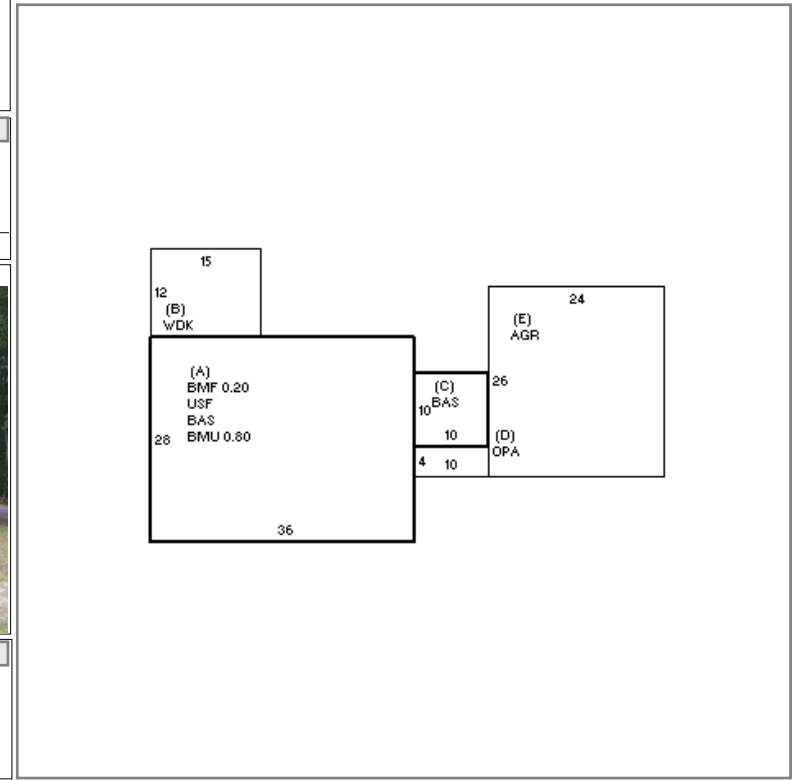 15
12
(B)
WDK
24
(E)
AGR
26
(A)
BMF 0.20
USF
BAS
BMU 0.80
28
36
(C)
BAS
10
10
(D)
OPA
4
10